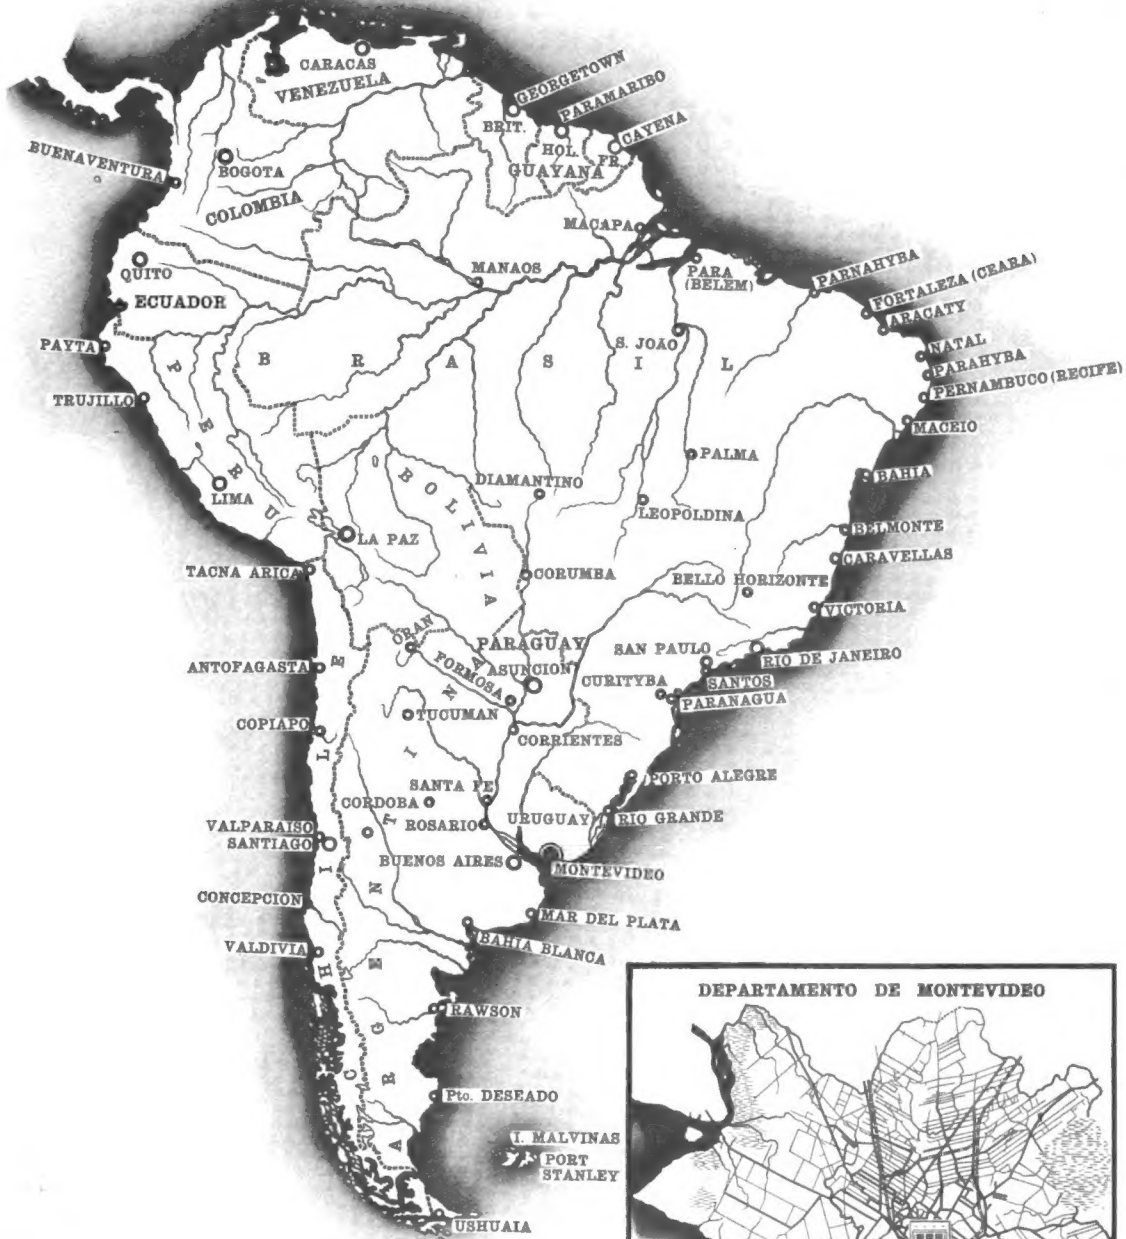 CARACAS
VENEZUELA
GEORGETOWN
PARAMARIBO
CAYENA
BRIT.
HOL.
FR.
GUAYANA
BUENAVENTURA
BOGOTA
COLOMBIA
MACAPA
QUITO
ECUADOR
MANAOS
PARA
(BELEM)
PARNAHYBA
FORTALEZA (CEARA)
ARACATY
NATAL
PARAHYBA
PERNAMBUCO (RECIFE)
MACEIO
PAYTA
TRUJILLO
S. JOÃO
BRASIL
PERU
LIMA
PALMA
DIAMANTINO
LEOPOLDINA
BAHIA
BOLIVIA
LA PAZ
BELMONTE
CARAVELLAS
TACNA ARICA
CORUMBA
BELLO HORIZONTE
VICTORIA
ORAN
PARAGUAY
ASUNCION
SAN PAULO
RIO DE JANEIRO
ANTOFAGASTA
FORMOSA
CURITYBA
SANTOS
PARANAGUA
COPIAPO
TUCUMAN
CORRIENTES
SANTA FE
PORTO ALEGRE
CORDOBA
VALPARAISO
SANTIAGO
ROSARIO
URUGUAY
RIO GRANDE
BUENOS AIRES
MONTEVIDEO
CONCEPCION
MAR DEL PLATA
VALDIVIA
BAHIA BLANCA
CHILE
ARGENTINA
RAWSON
Pto. DESEADO
I. MALVINAS
PORT
STANLEY
USHUAIA
DEPARTAMENTO DE MONTEVIDEO